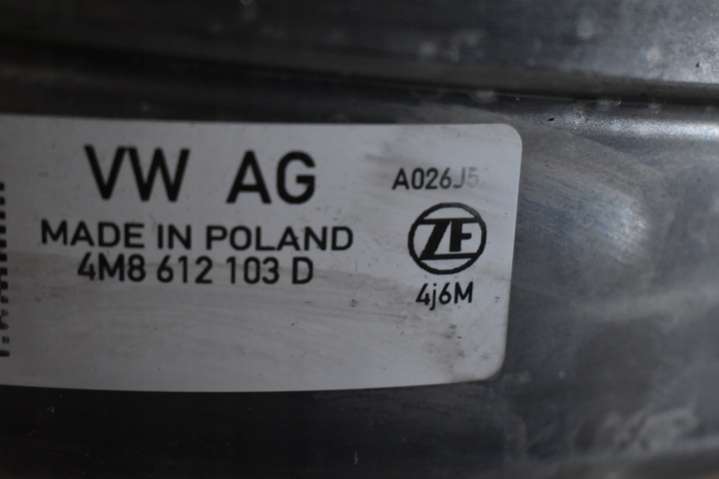 VW AG
A026J5
MADE IN POLAND
ZF
4M8 612 103 D
4j6M